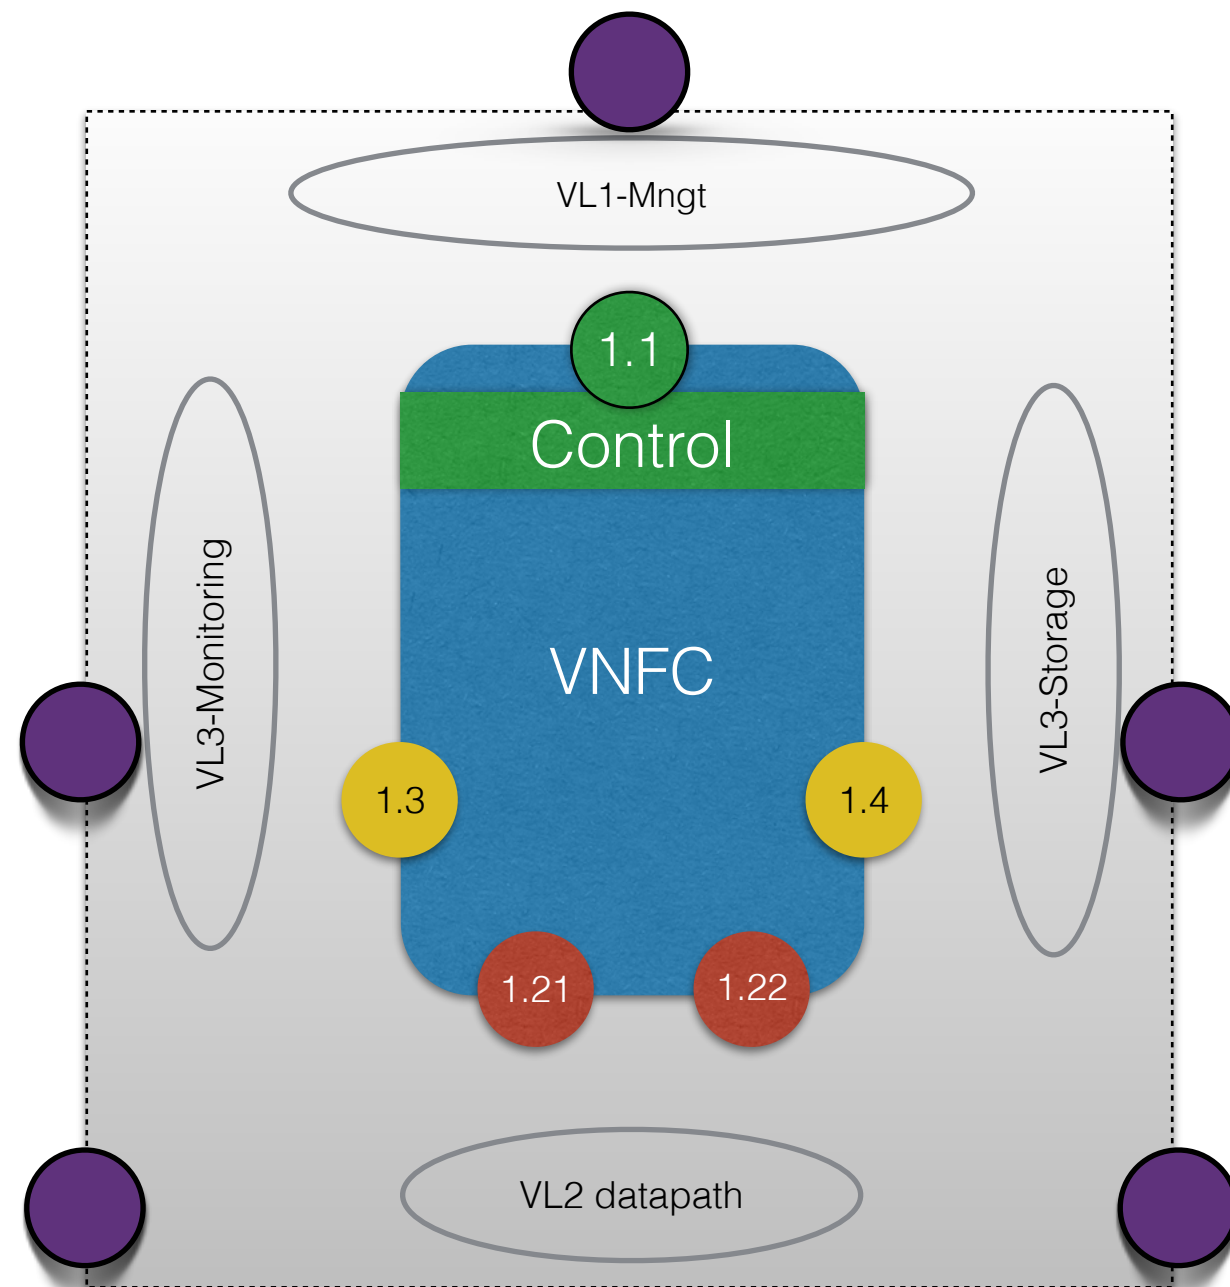 VL1-Mngt
1.1
Control
VL3-Monitoring
VNFC
VL3-Storage
1.3
1.4
1.21
1.22
VL2 datapath